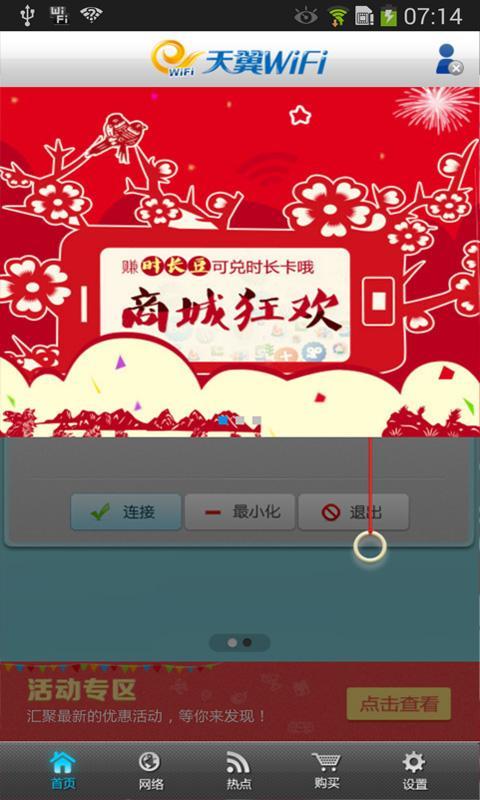 07:14
天翼WiFi
赚时长豆可兑时长卡哦
商城狂欢
连接
最小化
退出
活动专区
汇聚最新的优惠活动，等你来发现！
点击查看
首页
网络
热点
购买
设置